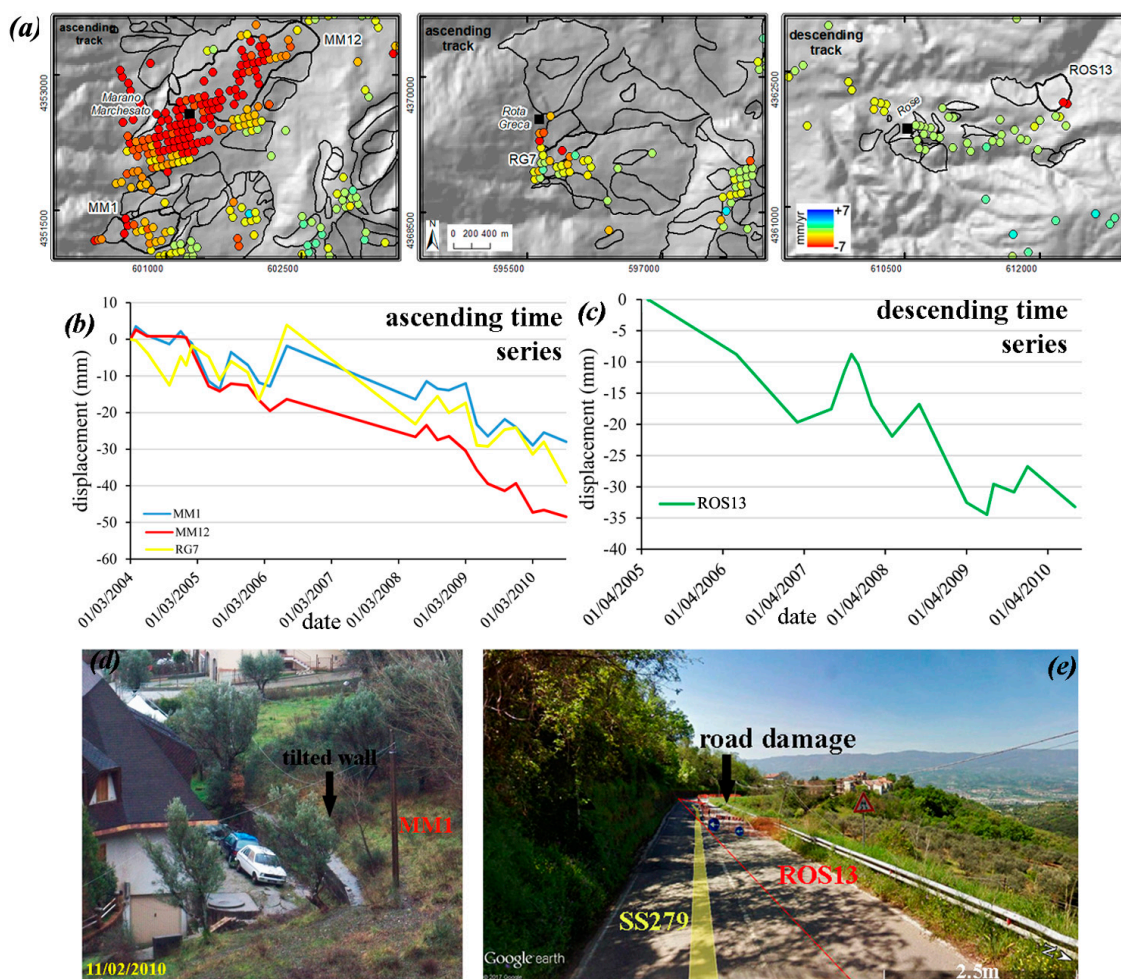 (a)
ascending
track
MM12
Marano
Marchesato
MM1
4353000
4351500
601000
602500
ascending
track
Rota
Greca
RG7
N
0 200 400 m
4370000
4368500
595500
597000
descending
track
ROS13
Rose
mm/yr
+7
-7
4362500
4361000
610500
612000
(b)
ascending time
series
displacement (mm)
10
0
-10
-20
-30
-40
-50
-60
MM1
MM12
RG7
01/03/2004
01/03/2005
01/03/2006
01/03/2007
01/03/2008
01/03/2009
01/03/2010
date
(c)
descending time
series
displacement (mm)
0
-5
-10
-15
-20
-25
-30
-35
-40
ROS13
01/04/2005
01/04/2006
01/04/2007
01/04/2008
01/04/2009
01/04/2010
date
(d)
tilted wall
MM1
11/02/2010
(e)
road damage
ROS13
SS279
Google earth
© 2017 Google
2.5m